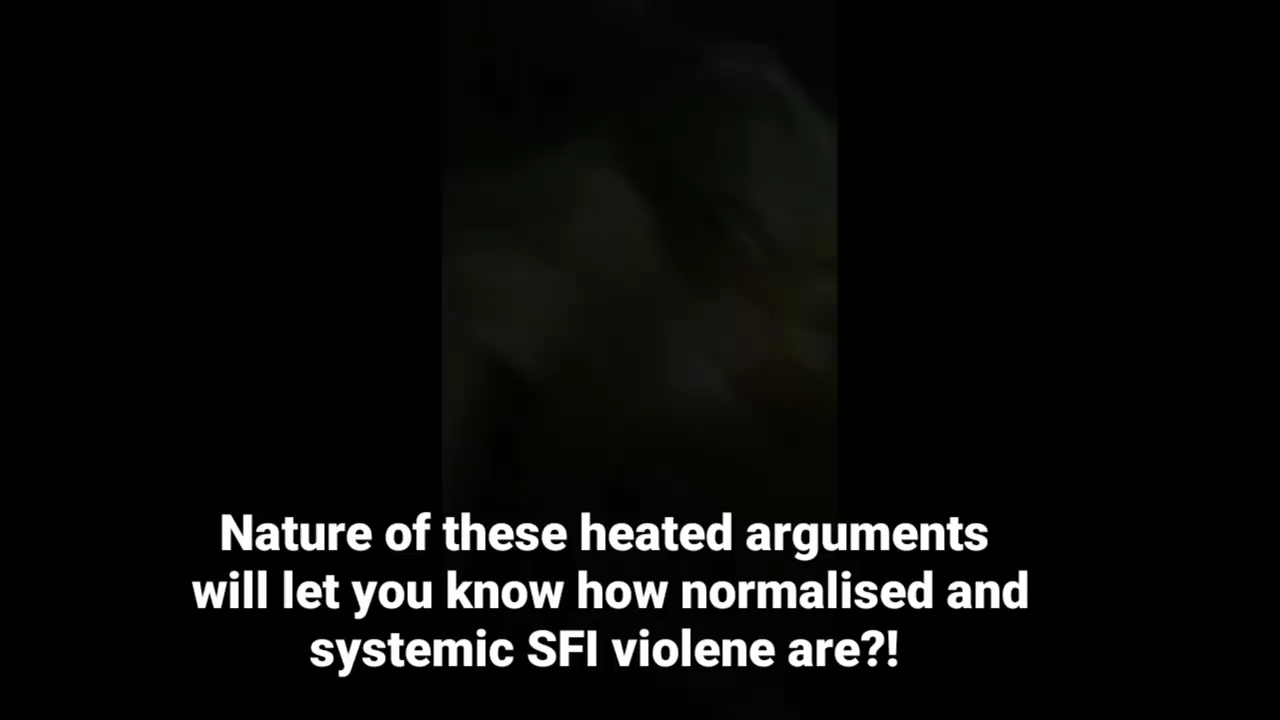 Nature of these heated arguments
will let you know how normalised and
systemic SFI violene are?!